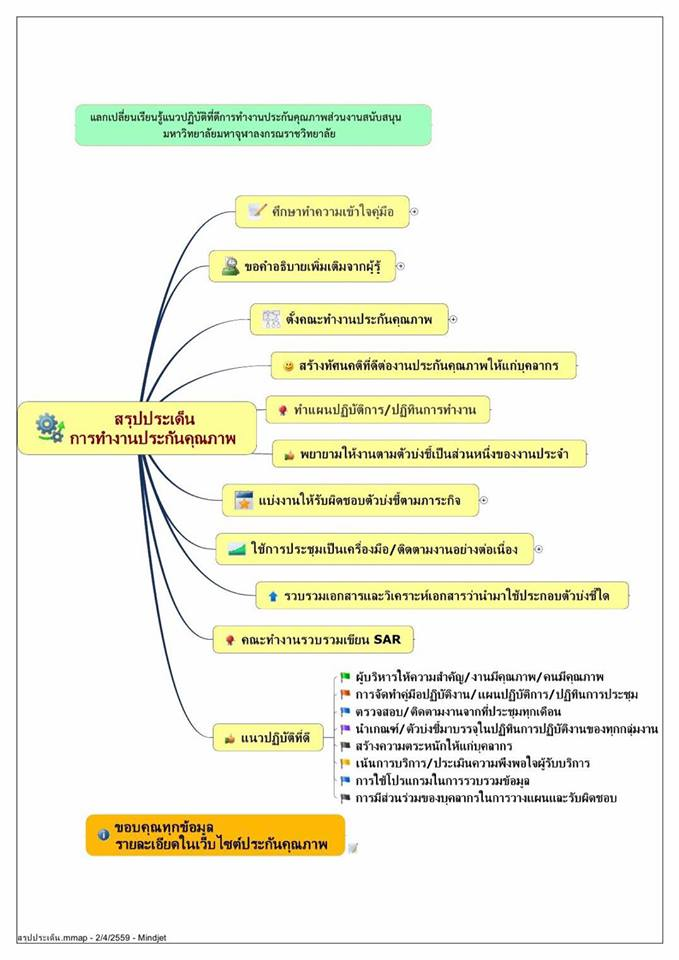 แลกเปลี่ยนเรียนรู้แนวปฏิบัติที่ดีการทำงานประกันคุณภาพส่วนงานสนับสนุน
มหาวิทยาลัยมหาจุฬาลงกรณราชวิทยาลัย
ศึกษาทำความเข้าใจคู่มือ
ขอคำอธิบายเพิ่มเติมจากผู้รู้
ตั้งคณะทำงานประกันคุณภาพ
สร้างทัศนคติที่ดีต่องานประกันคุณภาพให้แก่บุคลากร
ทำแผนปฏิบัติการ/ปฏิทินการทำงาน
สรุปประเด็น
การทำงานประกันคุณภาพ
พยายามให้งานตามตัวบ่งชี้เป็นส่วนหนึ่งของงานประจำ
แบ่งงานให้รับผิดชอบตัวบ่งชี้ตามภาระกิจ
ใช้การประชุมเป็นเครื่องมือ/ติดตามงานอย่างต่อเนื่อง
รวบรวมเอกสารและวิเคราะห์เอกสารว่านำมาใช้ประกอบตัวบ่งชี้ใด
คณะทำงานรวบรวมเขียน SAR
แนวปฏิบัติที่ดี
ผู้บริหารให้ความสำคัญ/งานมีคุณภาพ/คนมีคุณภาพ
การจัดทำคู่มือปฏิบัติงาน/แผนปฏิบัติการ/ปฏิทินการประชุม
ตรวจสอบ/ติดตามงานจากที่ประชุมทุกเดือน
นำเกณฑ์/ตัวบ่งชี้มาบรรจุในปฏิทินการปฏิบัติงานของทุกกลุ่มงาน
สร้างความตระหนักให้แก่บุคลากร
เน้นการบริการ/ประเมินความพึงพอใจผู้รับบริการ
การใช้โปรแกรมในการรวบรวมข้อมูล
การมีส่วนร่วมของบุคลากรในการวางแผนและรับผิดชอบ
ขอบคุณทุกข้อมูล
รายละเอียดในเว็บไซต์ประกันคุณภาพ
สรุปประเด็น.mmap - 2/4/2559 - Mindjet